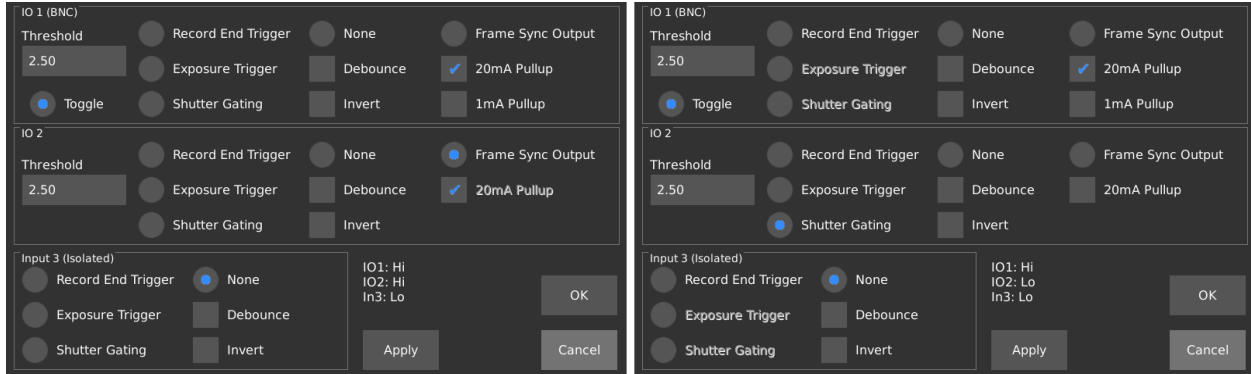 IO 1 (BNC)
Threshold
Record End Trigger
None
Frame Sync Output
2.50
Exposure Trigger
Debounce
20mA Pullup
Toggle
Shutter Gating
Invert
1mA Pullup
IO 2
Threshold
Record End Trigger
None
Frame Sync Output
2.50
Exposure Trigger
Debounce
20mA Pullup
Shutter Gating
Invert
Input 3 (Isolated)
Record End Trigger
None
Exposure Trigger
Debounce
Shutter Gating
Invert
IO1: Hi
IO2: Hi
In3: Lo
OK
Apply
Cancel
IO 1 (BNC)
Threshold
Record End Trigger
None
Frame Sync Output
2.50
Exposure Trigger
Debounce
20mA Pullup
Toggle
Shutter Gating
Invert
1mA Pullup
IO 2
Threshold
Record End Trigger
None
Frame Sync Output
2.50
Exposure Trigger
Debounce
20mA Pullup
Shutter Gating
Invert
Input 3 (Isolated)
Record End Trigger
None
Exposure Trigger
Debounce
Shutter Gating
Invert
IO1: Hi
IO2: Lo
In3: Lo
OK
Apply
Cancel